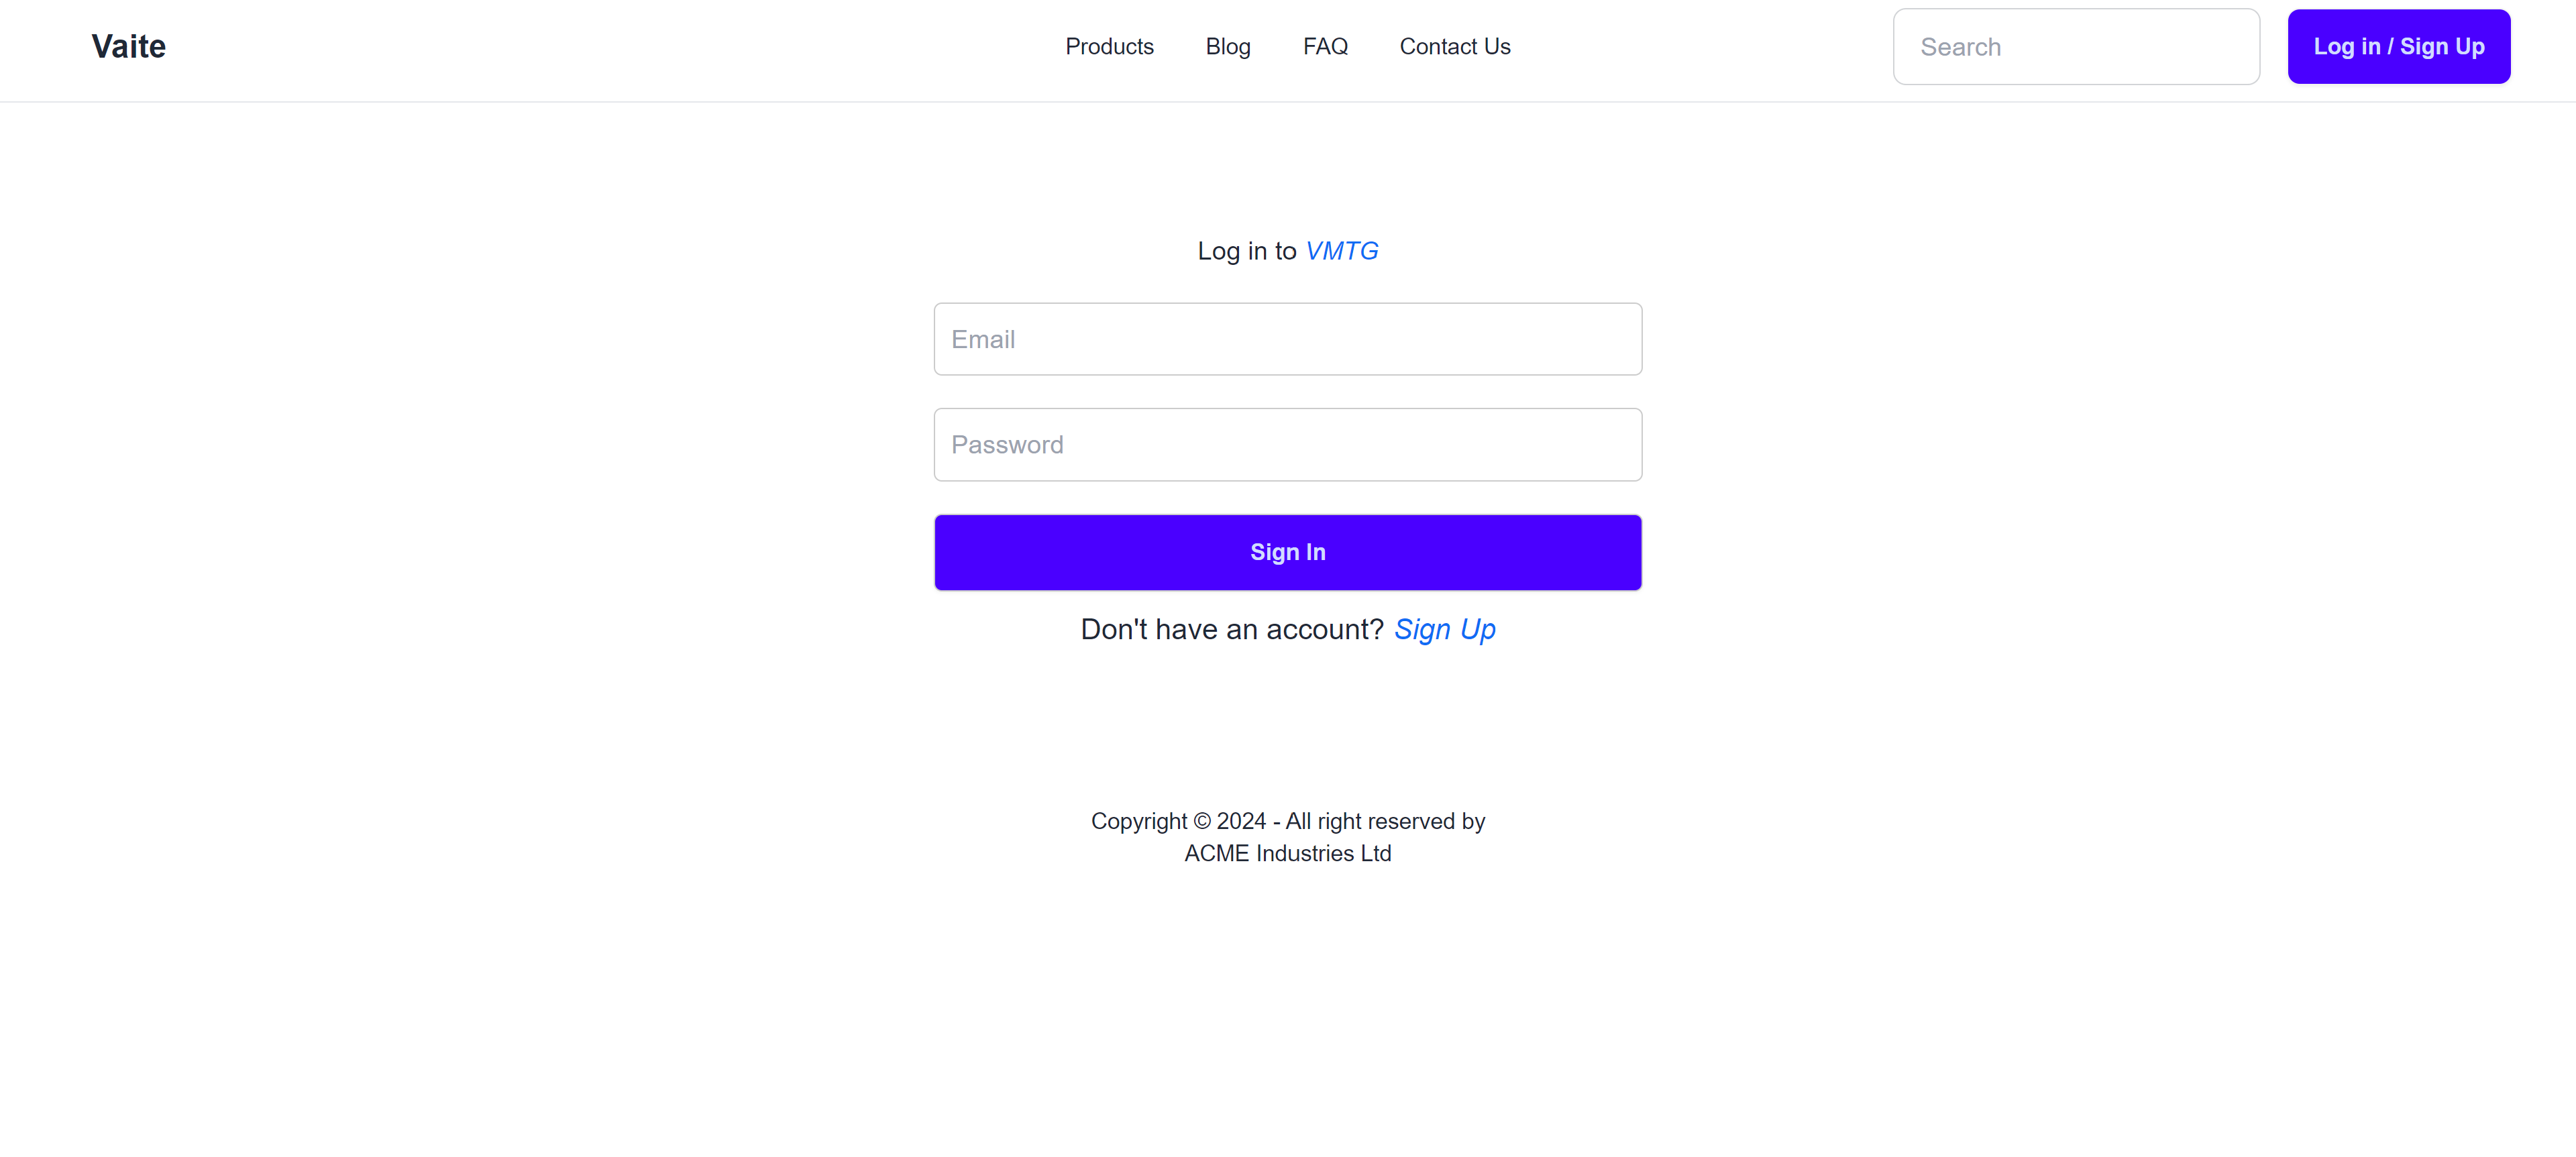 Vaite
Products
Blog
FAQ
Contact Us
Search
Log in / Sign Up
Log in to VMTG
Email
Password
Sign In
Don't have an account? Sign Up
Copyright © 2024 - All right reserved by
ACME Industries Ltd